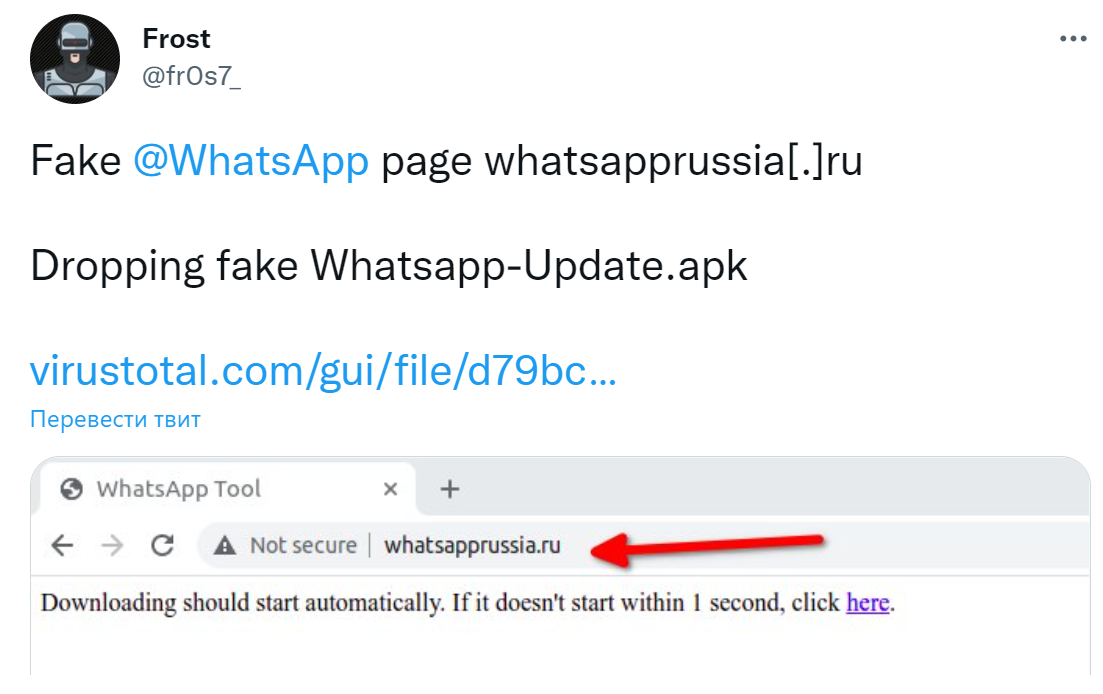 Frost
@fr0s7_
Fake @WhatsApp page whatsapprussia[.]ru
Dropping fake Whatsapp-Update.apk
virustotal.com/gui/file/d79bc…
Перевести твит
WhatsApp Tool
Not secure whatsapprussia.ru
Downloading should start automatically. If it doesn't start within 1 second, click here.